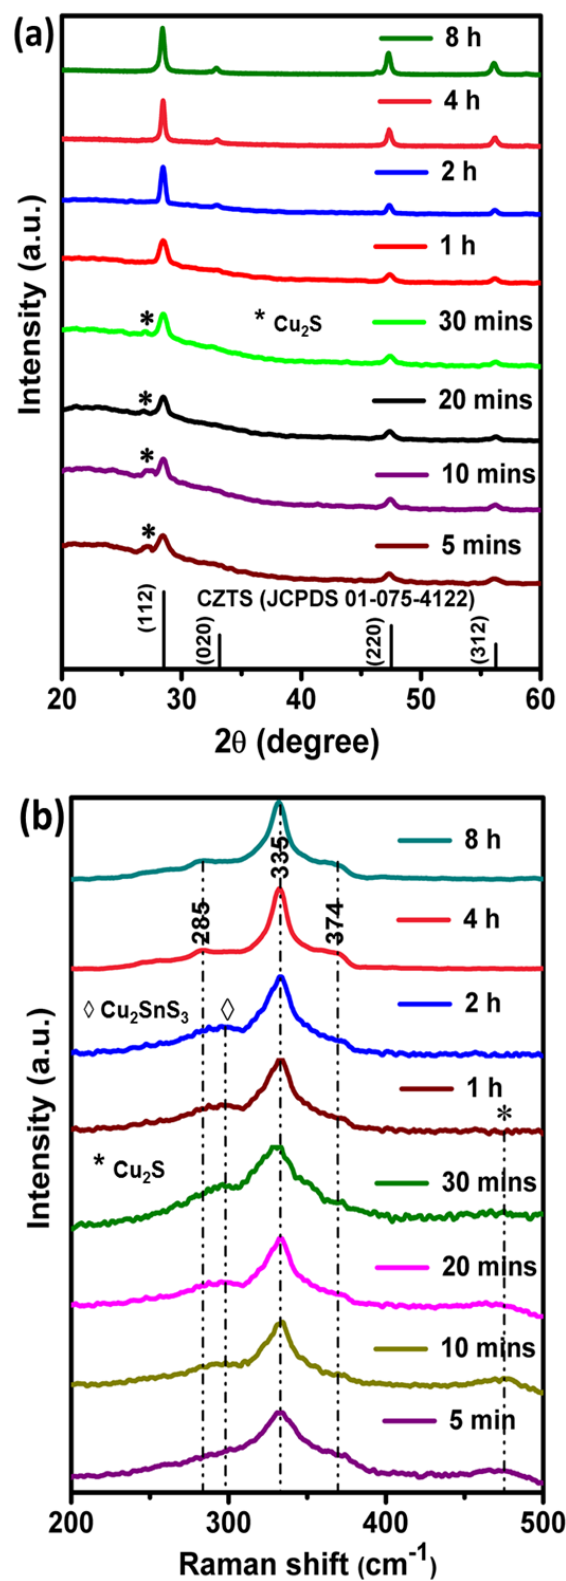 (a)
8 h
4 h
2 h
1 h
* Cu₂S
30 mins
*
20 mins
*
10 mins
*
5 mins
*
CZTS (JCPDS 01-075-4122)
(112)
(020)
(220)
(312)
Intensity (a.u.)
20 30 40 50 60
2θ (degree)
(b)
8 h
335
4 h
285
374
◊ Cu₂SnS₃
◊
2 h
1 h
*
* Cu₂S
30 mins
20 mins
10 mins
5 min
Intensity (a.u.)
200 300 400 500
Raman shift (cm⁻¹)